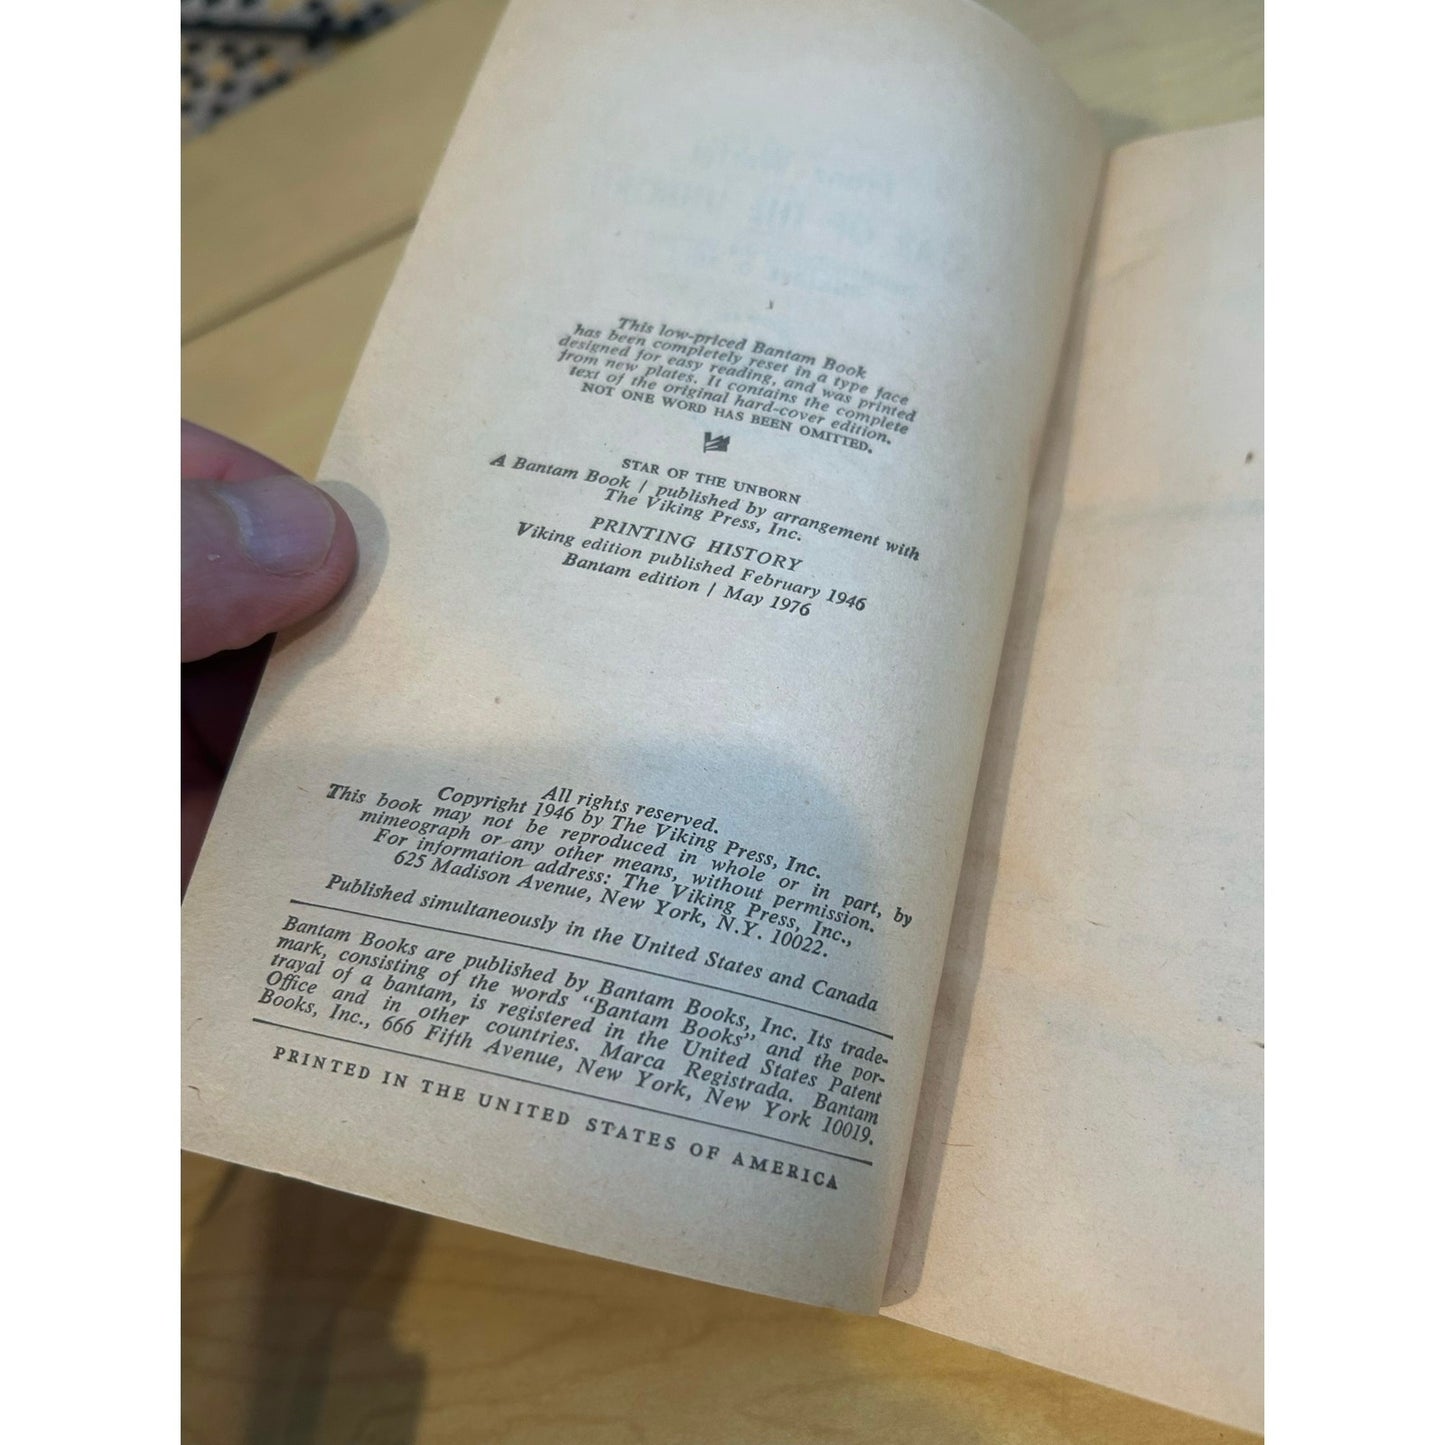 This low-priced Bantam Book
has been completely reset in a type face
designed for easy reading, and was printed
from new plates. It contains the complete
text of the original hard-cover edition.
NOT ONE WORD HAS BEEN OMITTED.
STAR OF THE UNBORN
A Bantam Book / published by arrangement with
The Viking Press, Inc.
PRINTING HISTORY
Viking edition published February 1946
Bantam edition / May 1976
All rights reserved.
Copyright 1946 by The Viking Press, Inc.
This book may not be reproduced in whole or in part, by
mimeograph or any other means, without permission.
For information address: The Viking Press, Inc.,
625 Madison Avenue, New York, N.Y. 10022.
Published simultaneously in the United States and Canada
Bantam Books are published by Bantam Books, Inc. Its trade-
mark, consisting of the words "Bantam Books" and the por-
trayal of a bantam, is registered in the United States Patent
Office and in other countries. Marca Registrada. Bantam
Books, Inc., 666 Fifth Avenue, New York, New York 10019.
PRINTED IN THE UNITED STATES OF AMERICA